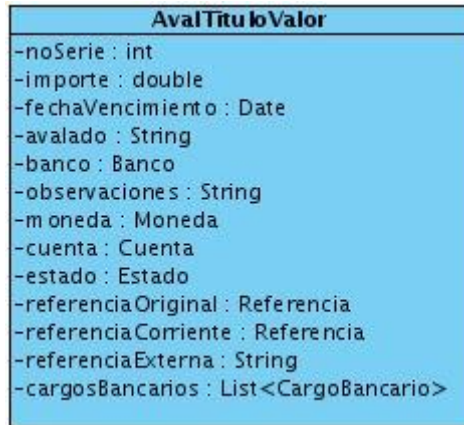 AvalTituloValor
-noSerie : int
-importe : double
-fechaVencimiento : Date
-avalado : String
-banco : Banco
-observaciones : String
-moneda : Moneda
-cuenta : Cuenta
-estado : Estado
-referenciaOriginal : Referencia
-referenciaCorriente : Referencia
-referenciaExterna : String
-cargosBancarios : List<CargoBancario>